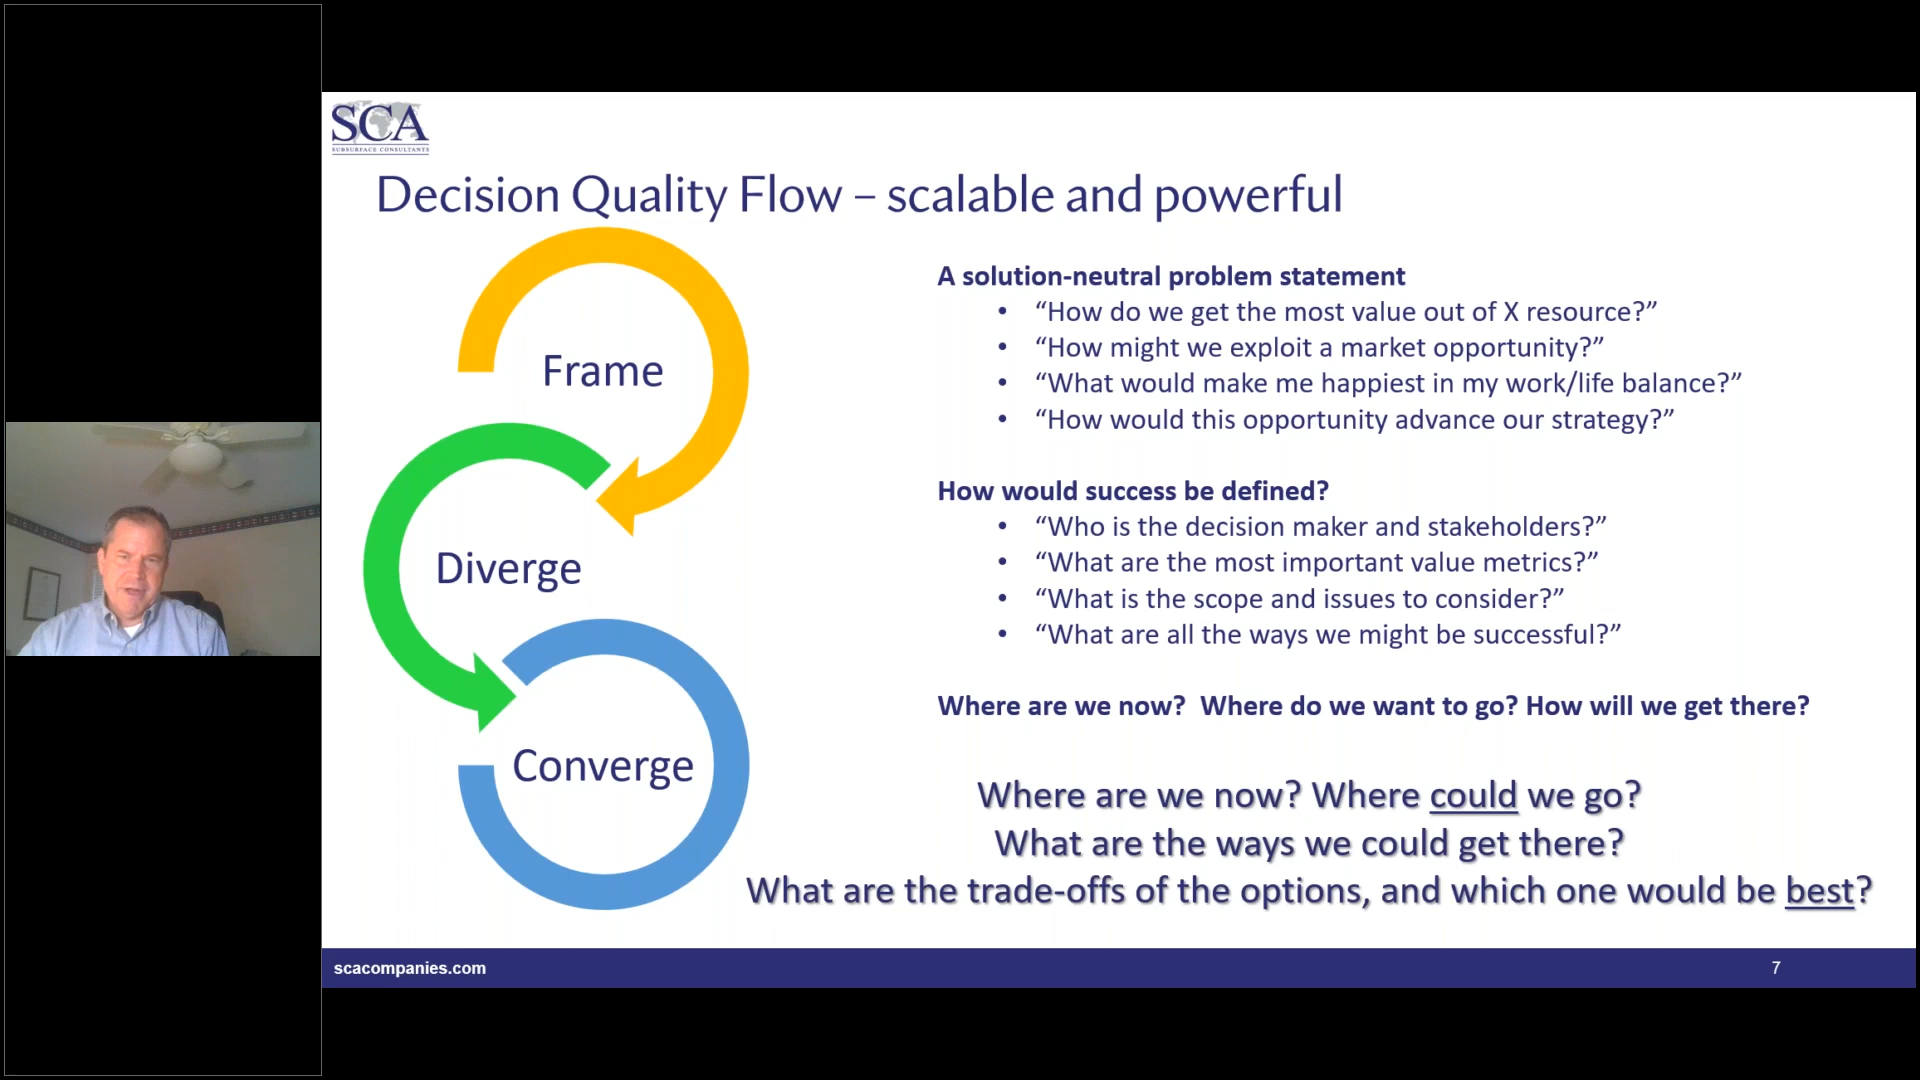 SCA
SUBSURFACE CONSULTANTS
Decision Quality Flow – scalable and powerful
Frame
Diverge
Converge
A solution-neutral problem statement
• “How do we get the most value out of X resource?”
• “How might we exploit a market opportunity?”
• “What would make me happiest in my work/life balance?”
• “How would this opportunity advance our strategy?”
How would success be defined?
• “Who is the decision maker and stakeholders?”
• “What are the most important value metrics?”
• “What is the scope and issues to consider?”
• “What are all the ways we might be successful?”
Where are we now?  Where do we want to go? How will we get there?
Where are we now? Where could we go?
What are the ways we could get there?
What are the trade-offs of the options, and which one would be best?
scacompanies.com
7